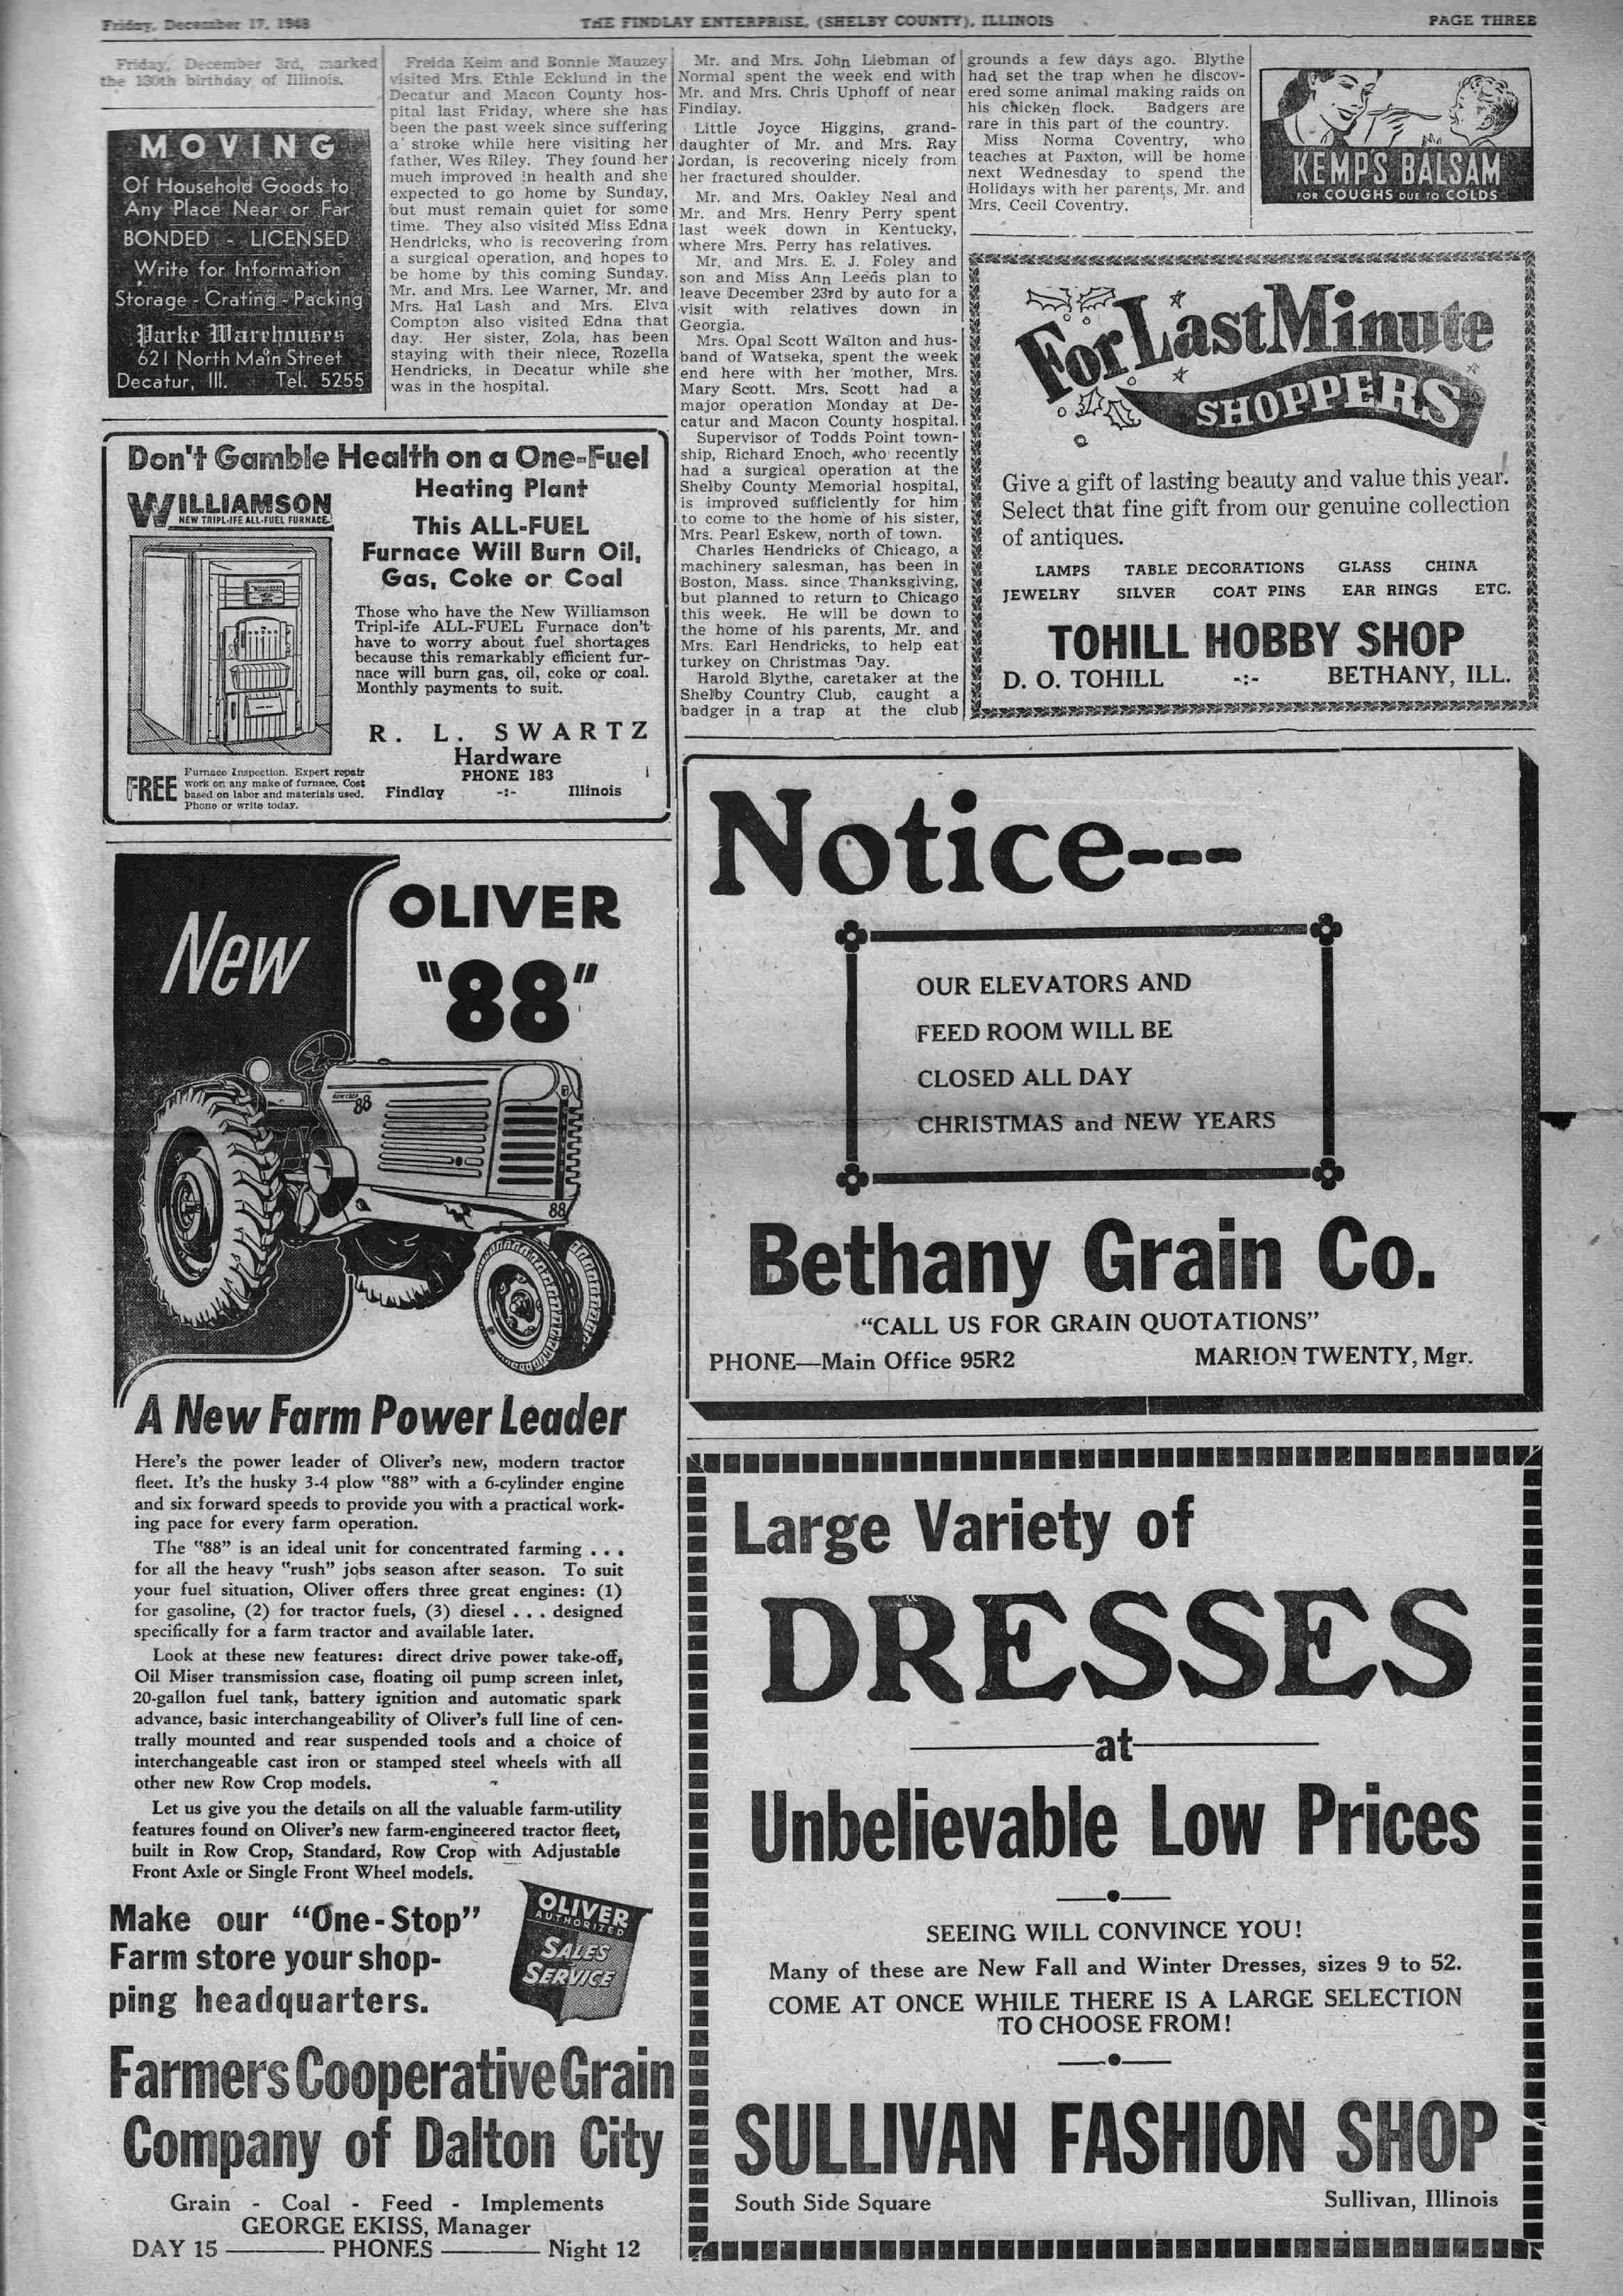 Friday, December 17, 1948
THE FINDLAY ENTERPRISE, (SHELBY COUNTY), ILLINOIS
PAGE THREE
Friday, December 3rd, marked
the 130th birthday of Illinois.
MOVING
Of Household Goods to
Any Place Near or Far
BONDED - LICENSED
Write for Information
Storage - Crating - Packing
Parke Warehouses
621 North Main Street
Decatur, Ill. Tel. 5255
Freida Keim and Bonnie Mauzey
visited Mrs. Ethle Ecklund in the
Decatur and Macon County hos-
pital last Friday, where she has
been the past week since suffering
a stroke while here visiting her
father, Wes Riley. They found her
much improved in health and she
expected to go home by Sunday,
but must remain quiet for some
time. They also visited Miss Edna
Hendricks, who is recovering from
a surgical operation, and hopes to
be home by this coming Sunday.
Mr. and Mrs. Lee Warner, Mr. and
Mrs. Hal Lash and Mrs. Elva
Compton also visited Edna that
day. Her sister, Zola, has been
staying with their niece, Rozella
Hendricks, in Decatur while she
was in the hospital.
Mr. and Mrs. John Liebman of
Normal spent the week end with
Mr. and Mrs. Chris Uphoff of near
Findlay.
Little Joyce Higgins, grand-
daughter of Mr. and Mrs. Ray
Jordan, is recovering nicely from
her fractured shoulder.
Mr. and Mrs. Oakley Neal and
Mr. and Mrs. Henry Perry spent
last week down in Kentucky,
where Mrs. Perry has relatives.
Mr. and Mrs. E. J. Foley and
son and Miss Ann Leeds plan to
leave December 23rd by auto for a
visit with relatives down in
Georgia.
Mrs. Opal Scott Walton and hus-
band of Watseka, spent the week
end here with her mother, Mrs.
Mary Scott. Mrs. Scott had a
major operation Monday at De-
catur and Macon County hospital.
Supervisor of Todds Point town-
ship, Richard Enoch, who recently
had a surgical operation at the
Shelby County Memorial hospital,
is improved sufficiently for him
to come to the home of his sister,
Mrs. Pearl Eskew, north of town.
Charles Hendricks of Chicago, a
machinery salesman, has been in
Boston, Mass. since Thanksgiving,
but planned to return to Chicago
this week. He will be down to
the home of his parents, Mr. and
Mrs. Earl Hendricks, to help eat
turkey on Christmas Day.
Harold Blythe, caretaker at the
Shelby Country Club, caught a
badger in a trap at the club
grounds a few days ago. Blythe
had set the trap when he discov-
ered some animal making raids on
his chicken flock. Badgers are
rare in this part of the country.
Miss Norma Coventry, who
teaches at Paxton, will be home
next Wednesday to spend the
Holidays with her parents, Mr. and
Mrs. Cecil Coventry.
KEMP'S BALSAM
FOR COUGHS DUE TO COLDS
For Last Minute
SHOPPERS
Give a gift of lasting beauty and value this year.
Select that fine gift from our genuine collection
of antiques.
LAMPS TABLE DECORATIONS GLASS CHINA
JEWELRY SILVER COAT PINS EAR RINGS ETC.
TOHILL HOBBY SHOP
D. O. TOHILL -:- BETHANY, ILL.
Don't Gamble Health on a One-Fuel
Heating Plant
WILLIAMSON
NEW TRIPL-IFE ALL-FUEL FURNACE
This ALL-FUEL
Furnace Will Burn Oil,
Gas, Coke or Coal
Those who have the New Williamson
Tripl-ife ALL-FUEL Furnace don't
have to worry about fuel shortages
because this remarkably efficient fur-
nace will burn gas, oil, coke or coal.
Monthly payments to suit.
R. L. SWARTZ
Hardware
PHONE 183
Findlay -:- Illinois
FREE
Furnace Inspection. Expert repair
work on any make of furnace. Cost
based on labor and materials used.
Phone or write today.
New
OLIVER
"88"
ROW CROP
88
88
A New Farm Power Leader
Here's the power leader of Oliver's new, modern tractor
fleet. It's the husky 3-4 plow "88" with a 6-cylinder engine
and six forward speeds to provide you with a practical work-
ing pace for every farm operation.
The "88" is an ideal unit for concentrated farming . . .
for all the heavy "rush" jobs season after season. To suit
your fuel situation, Oliver offers three great engines: (1)
for gasoline, (2) for tractor fuels, (3) diesel . . . designed
specifically for a farm tractor and available later.
Look at these new features: direct drive power take-off,
Oil Miser transmission case, floating oil pump screen inlet,
20-gallon fuel tank, battery ignition and automatic spark
advance, basic interchangeability of Oliver's full line of cen-
trally mounted and rear suspended tools and a choice of
interchangeable cast iron or stamped steel wheels with all
other new Row Crop models.
Let us give you the details on all the valuable farm-utility
features found on Oliver's new farm-engineered tractor fleet,
built in Row Crop, Standard, Row Crop with Adjustable
Front Axle or Single Front Wheel models.
Make our "One-Stop"
Farm store your shop-
ping headquarters.
OLIVER
AUTHORIZED
SALES
SERVICE
Farmers Cooperative Grain
Company of Dalton City
Grain - Coal - Feed - Implements
GEORGE EKISS, Manager
DAY 15 ——— PHONES ——— Night 12
Notice---
OUR ELEVATORS AND
FEED ROOM WILL BE
CLOSED ALL DAY
CHRISTMAS and NEW YEARS
Bethany Grain Co.
"CALL US FOR GRAIN QUOTATIONS"
PHONE—Main Office 95R2
MARION TWENTY, Mgr.
Large Variety of
DRESSES
at
Unbelievable Low Prices
SEEING WILL CONVINCE YOU!
Many of these are New Fall and Winter Dresses, sizes 9 to 52.
COME AT ONCE WHILE THERE IS A LARGE SELECTION
TO CHOOSE FROM!
SULLIVAN FASHION SHOP
South Side Square
Sullivan, Illinois